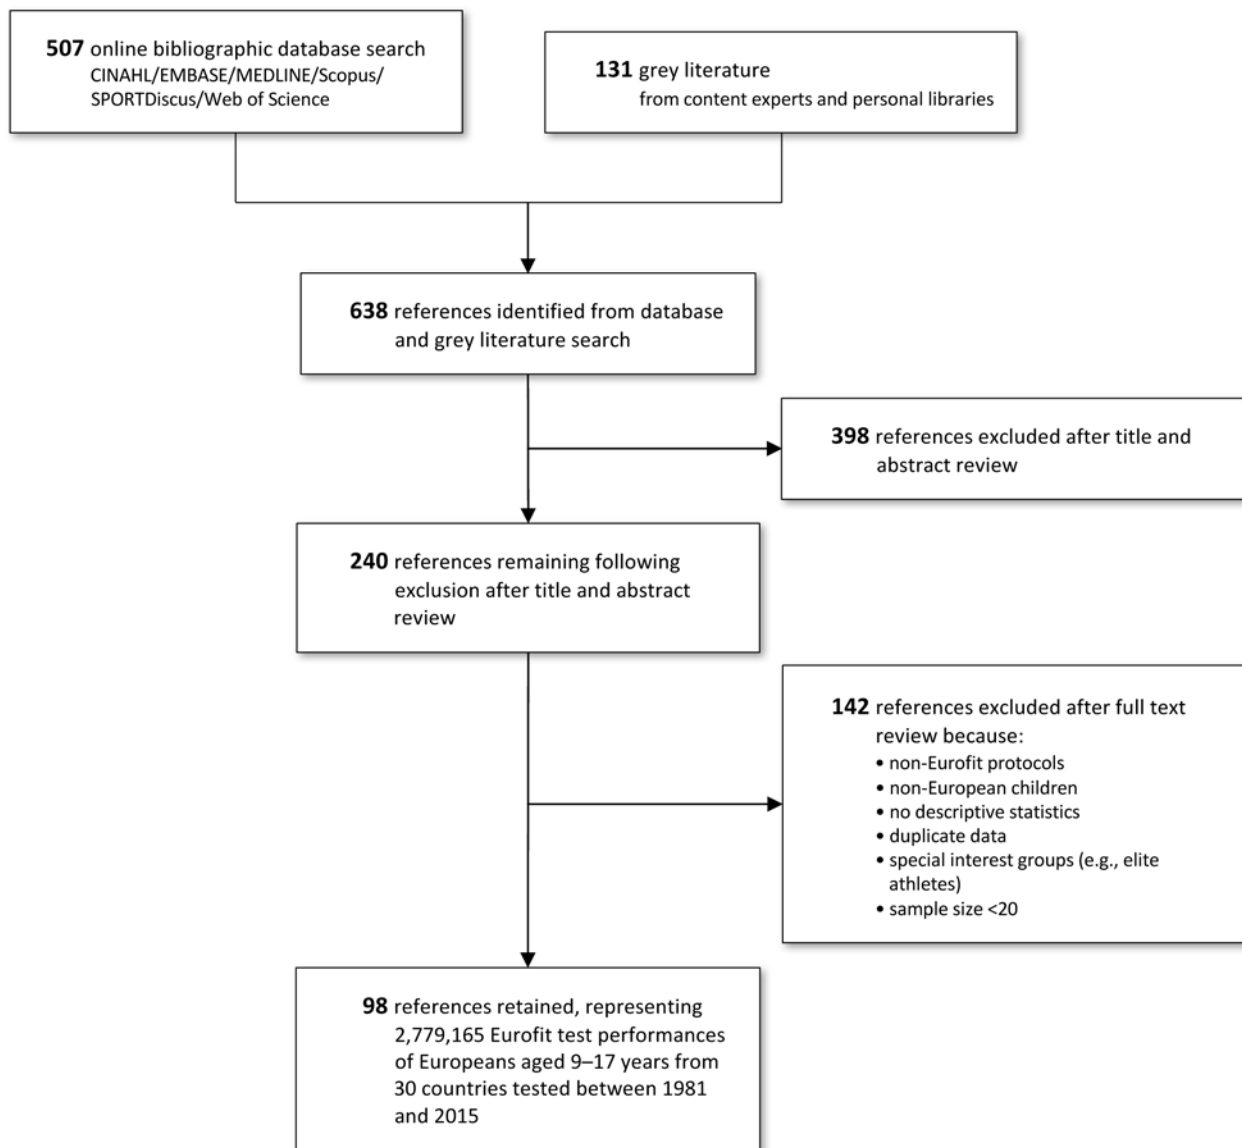 507 online bibliographic database search
CINAHL/EMBASE/MEDLINE/Scopus/
SPORTDiscus/Web of Science
131 grey literature
from content experts and personal libraries
638 references identified from database
and grey literature search
398 references excluded after title and
abstract review
240 references remaining following
exclusion after title and abstract
review
142 references excluded after full text
review because:
• non-Eurofit protocols
• non-European children
• no descriptive statistics
• duplicate data
• special interest groups (e.g., elite
athletes)
• sample size <20
98 references retained, representing
2,779,165 Eurofit test performances
of Europeans aged 9–17 years from
30 countries tested between 1981
and 2015